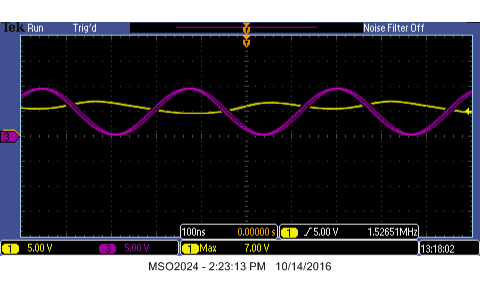 Tek Run Trig'd Noise Filter Off
3
100ns 0.00000 s 1 5.00 V 1.52651MHz
1 5.00 V 3 5.00 V 1 Max 7.00 V 13:18:02
MSO2024 - 2:23:13 PM 10/14/2016